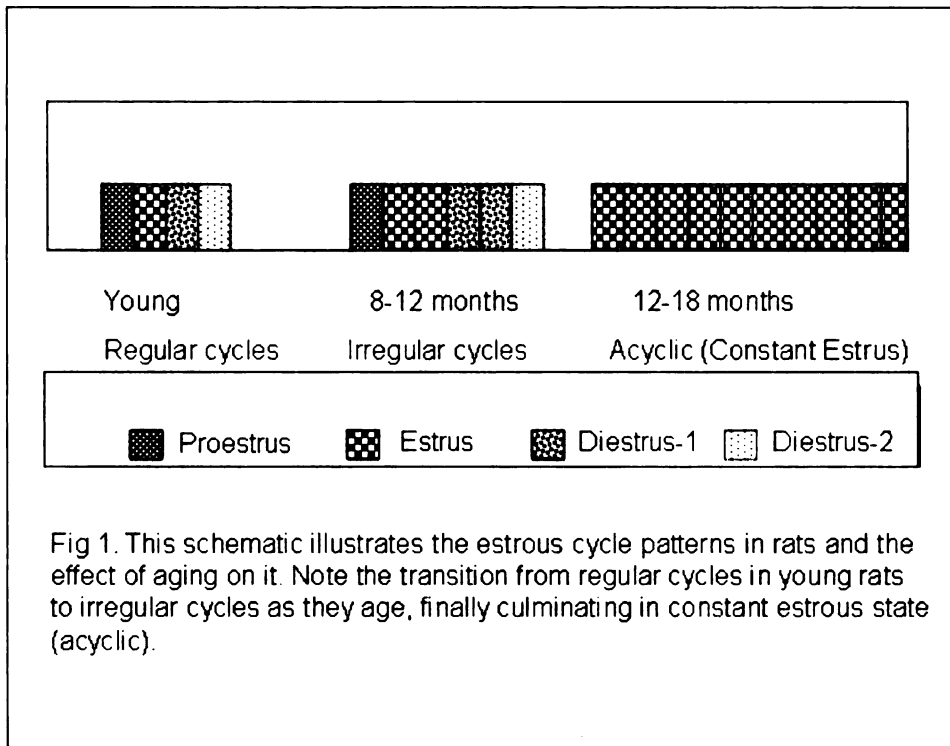 Young 8-12 months 12-18 months
Regular cycles Irregular cycles Acyclic (Constant Estrus)
Proestrus Estrus Diestrus-1 Diestrus-2
Fig 1. This schematic illustrates the estrous cycle patterns in rats and the
effect of aging on it. Note the transition from regular cycles in young rats
to irregular cycles as they age, finally culminating in constant estrous state
(acyclic).